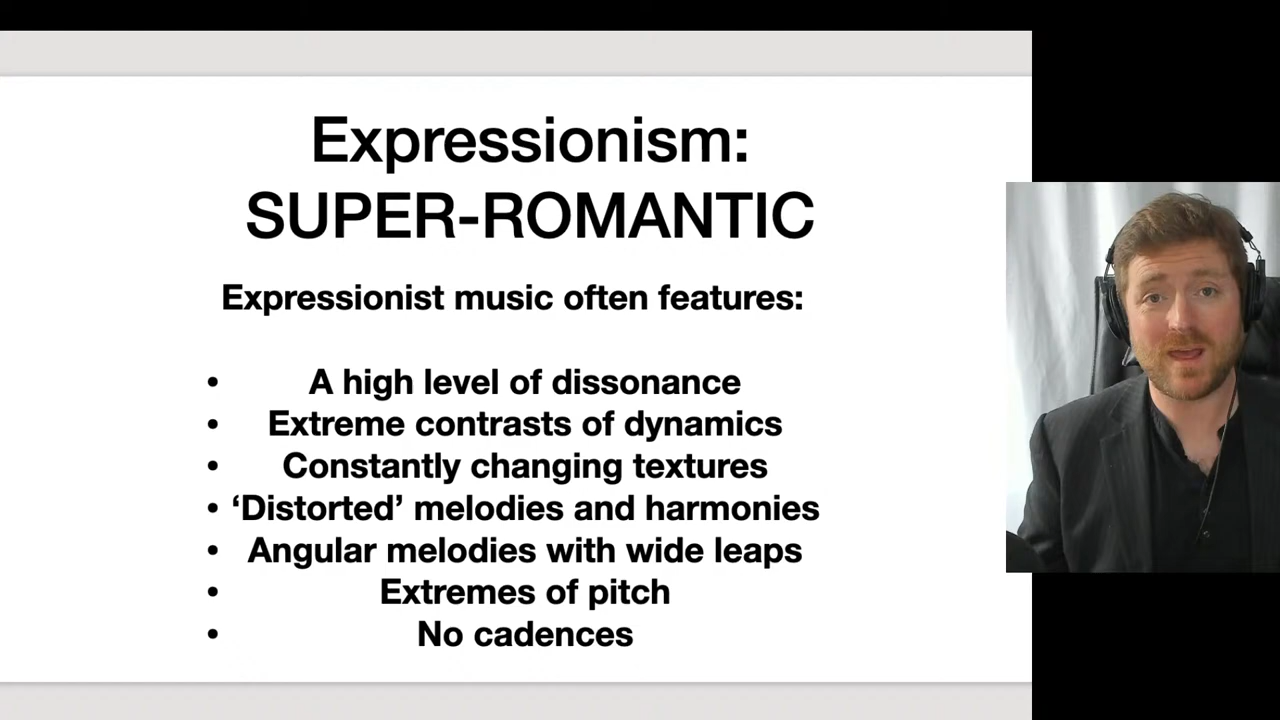 Expressionism:
SUPER-ROMANTIC
Expressionist music often features:
• A high level of dissonance
• Extreme contrasts of dynamics
• Constantly changing textures
• ‘Distorted’ melodies and harmonies
• Angular melodies with wide leaps
• Extremes of pitch
• No cadences